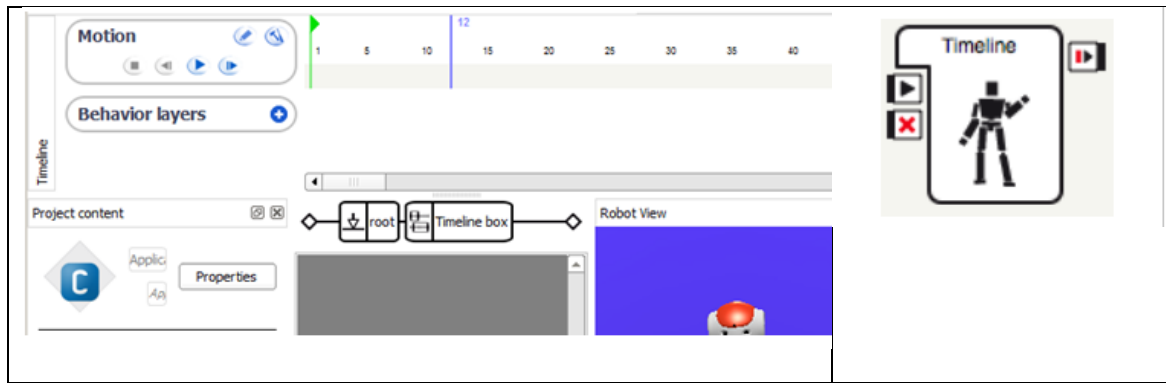 Motion
12
1 5 10 15 20 25 30 35 40
Behavior layers
Timeline
Project content
root
Timeline box
Robot View
C
Applic
Ap
Properties
Timeline